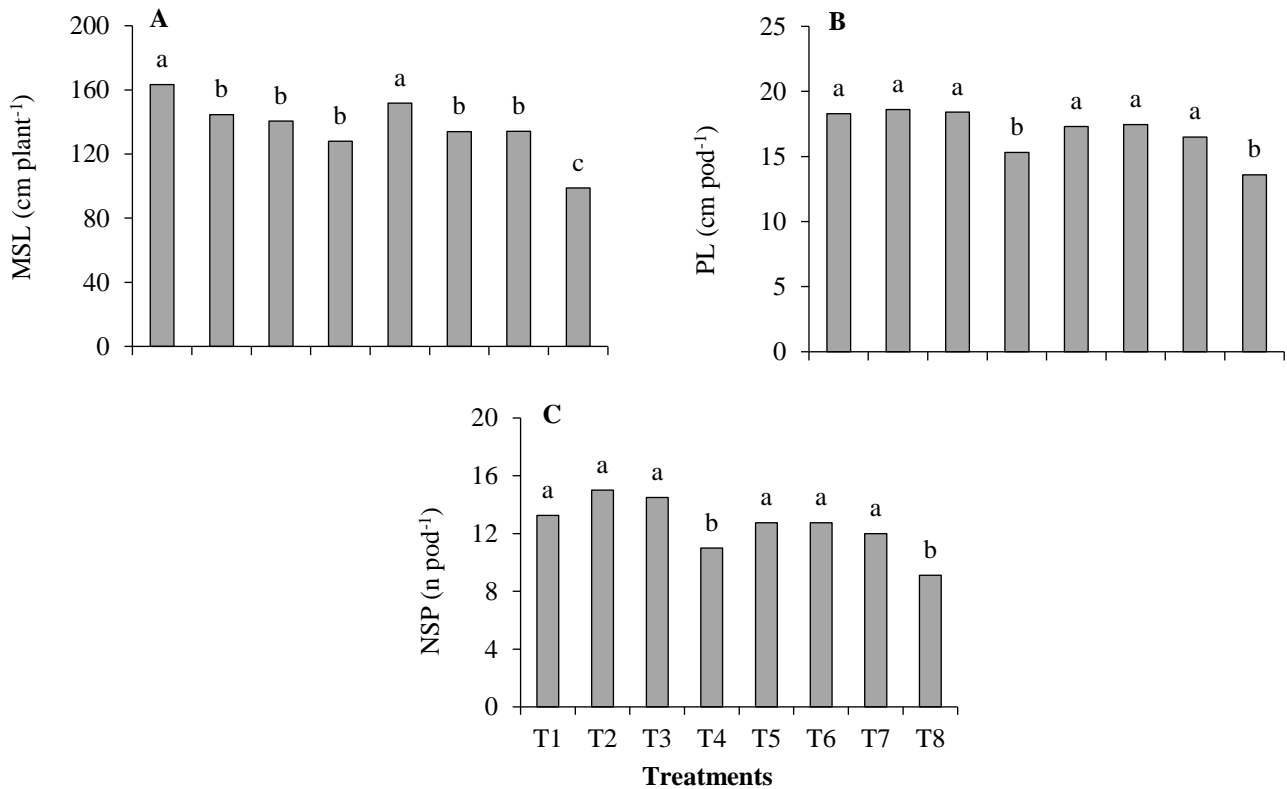 A
MSL (cm plant-1)
200
160
120
80
40
0
a
b
b
b
a
b
b
c
B
PL (cm pod-1)
25
20
15
10
5
0
a
a
a
b
a
a
a
b
C
NSP (n pod-1)
20
16
12
8
4
0
a
a
a
b
a
a
a
b
T1 T2 T3 T4 T5 T6 T7 T8
Treatments